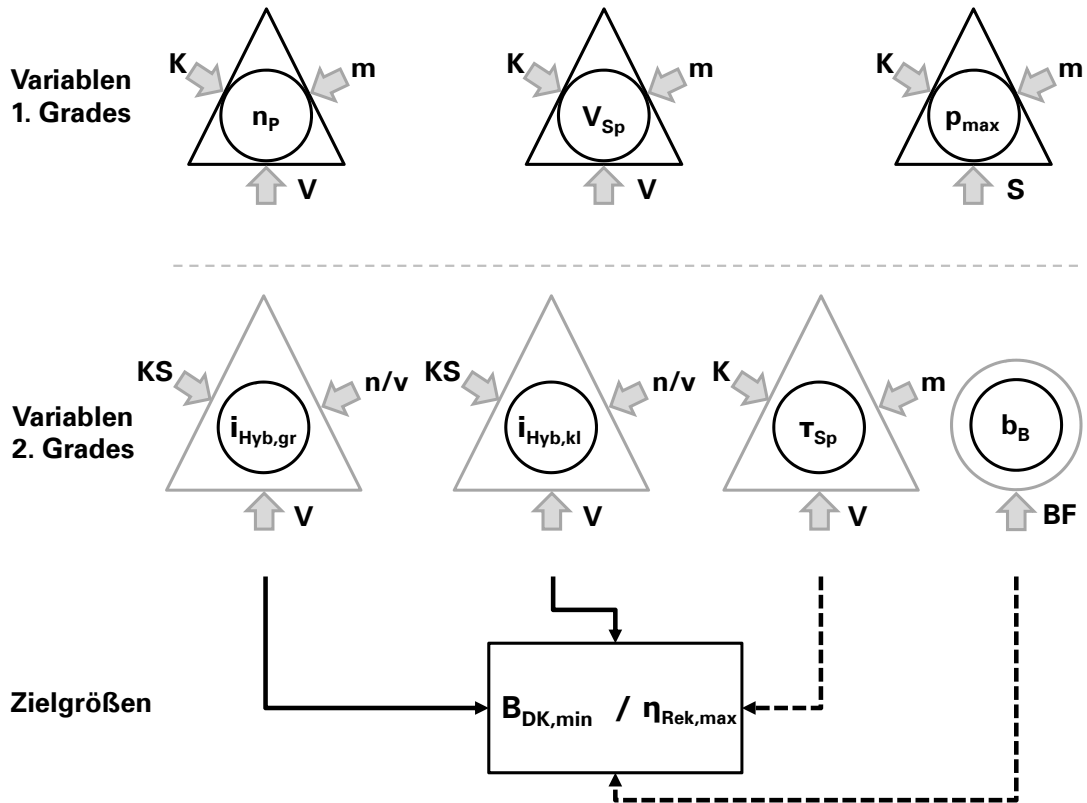 Variablen
1. Grades
K
m
n_P
V
K
m
V_Sp
V
K
m
p_max
S
Variablen
2. Grades
KS
n/v
i_Hyb,gr
V
KS
n/v
i_Hyb,kl
V
K
m
τ_Sp
V
b_B
BF
Zielgrößen
B_DK,min / η_Rek,max